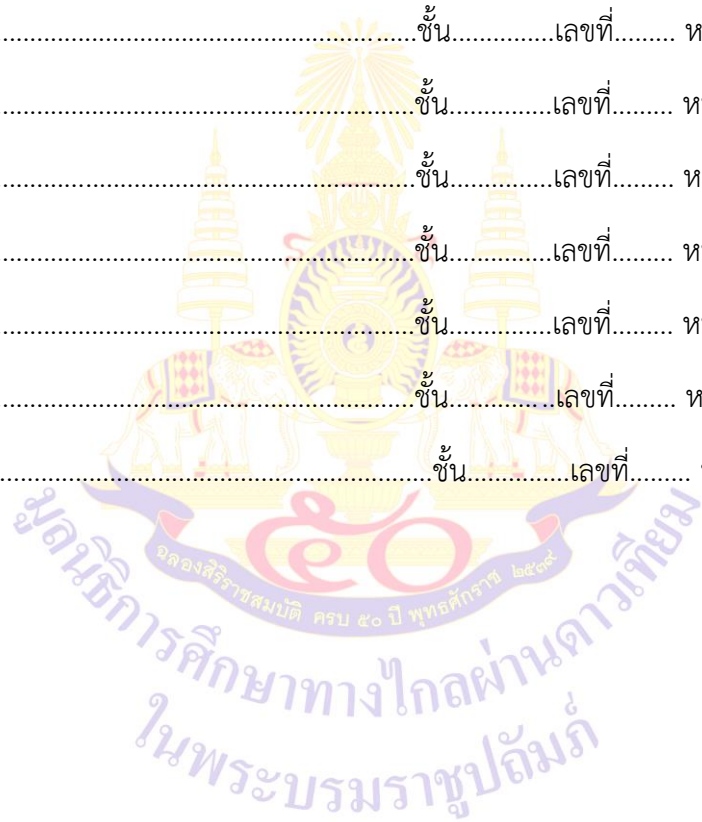 ................................................................ชั้น...............เลขที่......... ห
................................................................ชั้น...............เลขที่......... ห
................................................................ชั้น...............เลขที่......... ห
................................................................ชั้น...............เลขที่......... ห
................................................................ชั้น...............เลขที่......... ห
................................................................ชั้น...............เลขที่......... ห
................................................................ชั้น...............เลขที่.........
๕๐
ฉลองสิริราชสมบัติ ครบ ๕๐ ปี พุทธศักราช ๒๕๓๙
มูลนิธิการศึกษาทางไกลผ่านดาวเทียม
ในพระบรมราชูปถัมภ์